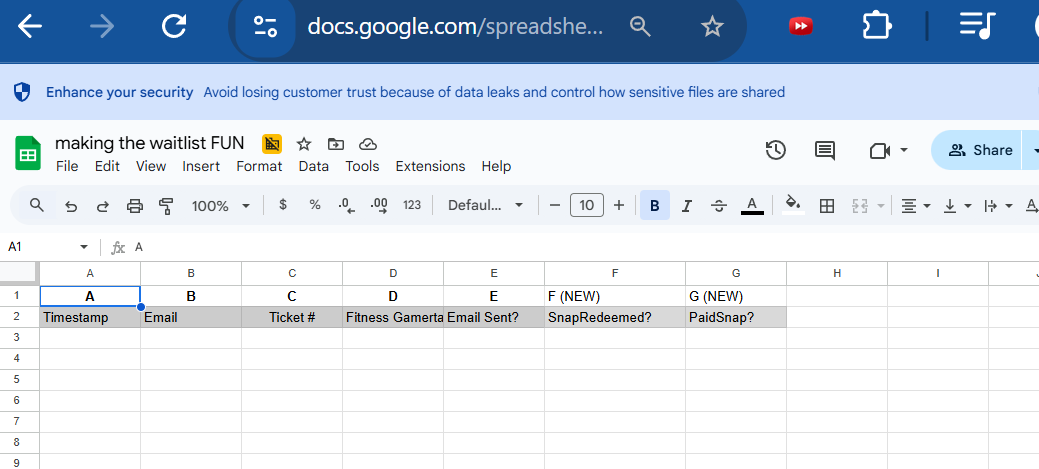 docs.google.com/spreadshe...
Enhance your security Avoid losing customer trust because of data leaks and control how sensitive files are shared
making the waitlist FUN
File Edit View Insert Format Data Tools Extensions Help
Share
100% $ % .0 .00 123 Defaul... 10 B I A
A1 fx A
A B C D E F G H I
1 A B C D E F (NEW) G (NEW)
2 Timestamp Email Ticket # Fitness Gamerta Email Sent? SnapRedeemed? PaidSnap?
3
4
5
6
7
8
9